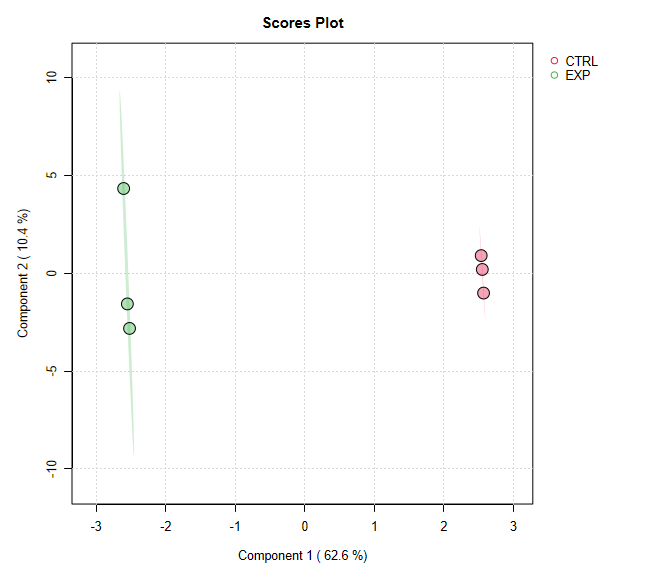 Scores Plot
CTRL
EXP
10
5
0
-5
-10
Component 2 ( 10.4 %)
-3 -2 -1 0 1 2 3
Component 1 ( 62.6 %)